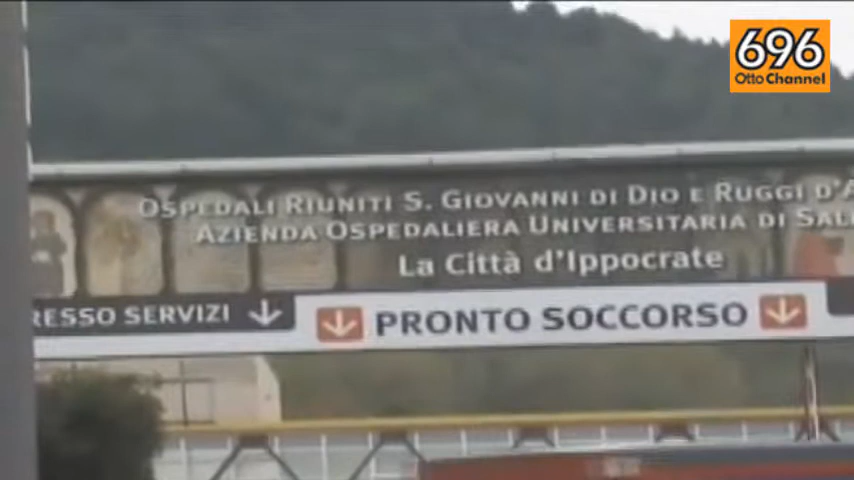 696
Otto Channel
OSPEDALI RIUNITI S. GIOVANNI DI DIO E RUGGI D'A
AZIENDA OSPEDALIERA UNIVERSITARIA DI SAL
La Città d'Ippocrate
RESSO SERVIZI
PRONTO SOCCORSO